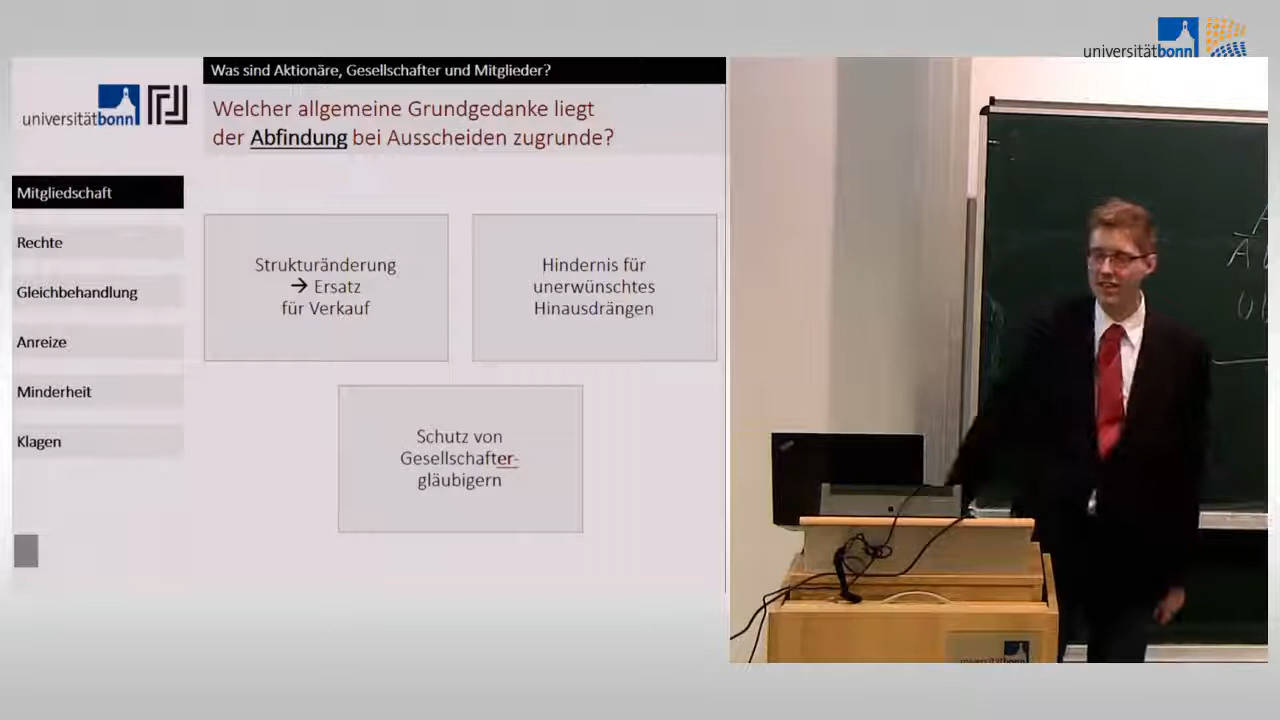 universitätbonn
Was sind Aktionäre, Gesellschafter und Mitglieder?
universitätbonn
Welcher allgemeine Grundgedanke liegt
der Abfindung bei Ausscheiden zugrunde?
Mitgliedschaft
Rechte
Gleichbehandlung
Anreize
Minderheit
Klagen
Strukturänderung
→ Ersatz
für Verkauf
Hindernis für
unerwünschtes
Hinausdrängen
Schutz von
Gesellschafter-
gläubigern
universitätbonn